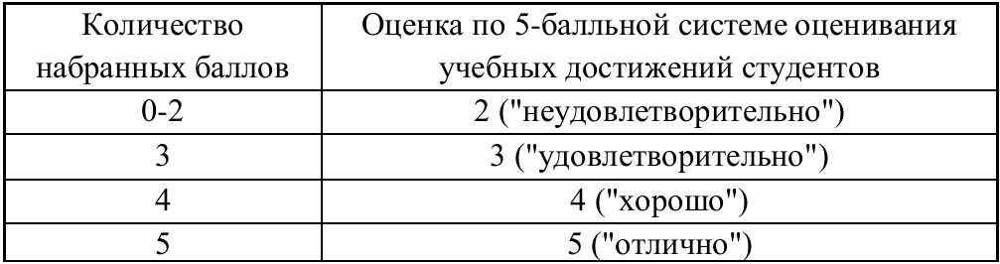 Количество
набранных баллов
Оценка по 5-балльной системе оценивания
учебных достижений студентов
0-2
2 ("неудовлетворительно")
3
3 ("удовлетворительно")
4
4 ("хорошо")
5
5 ("отлично")